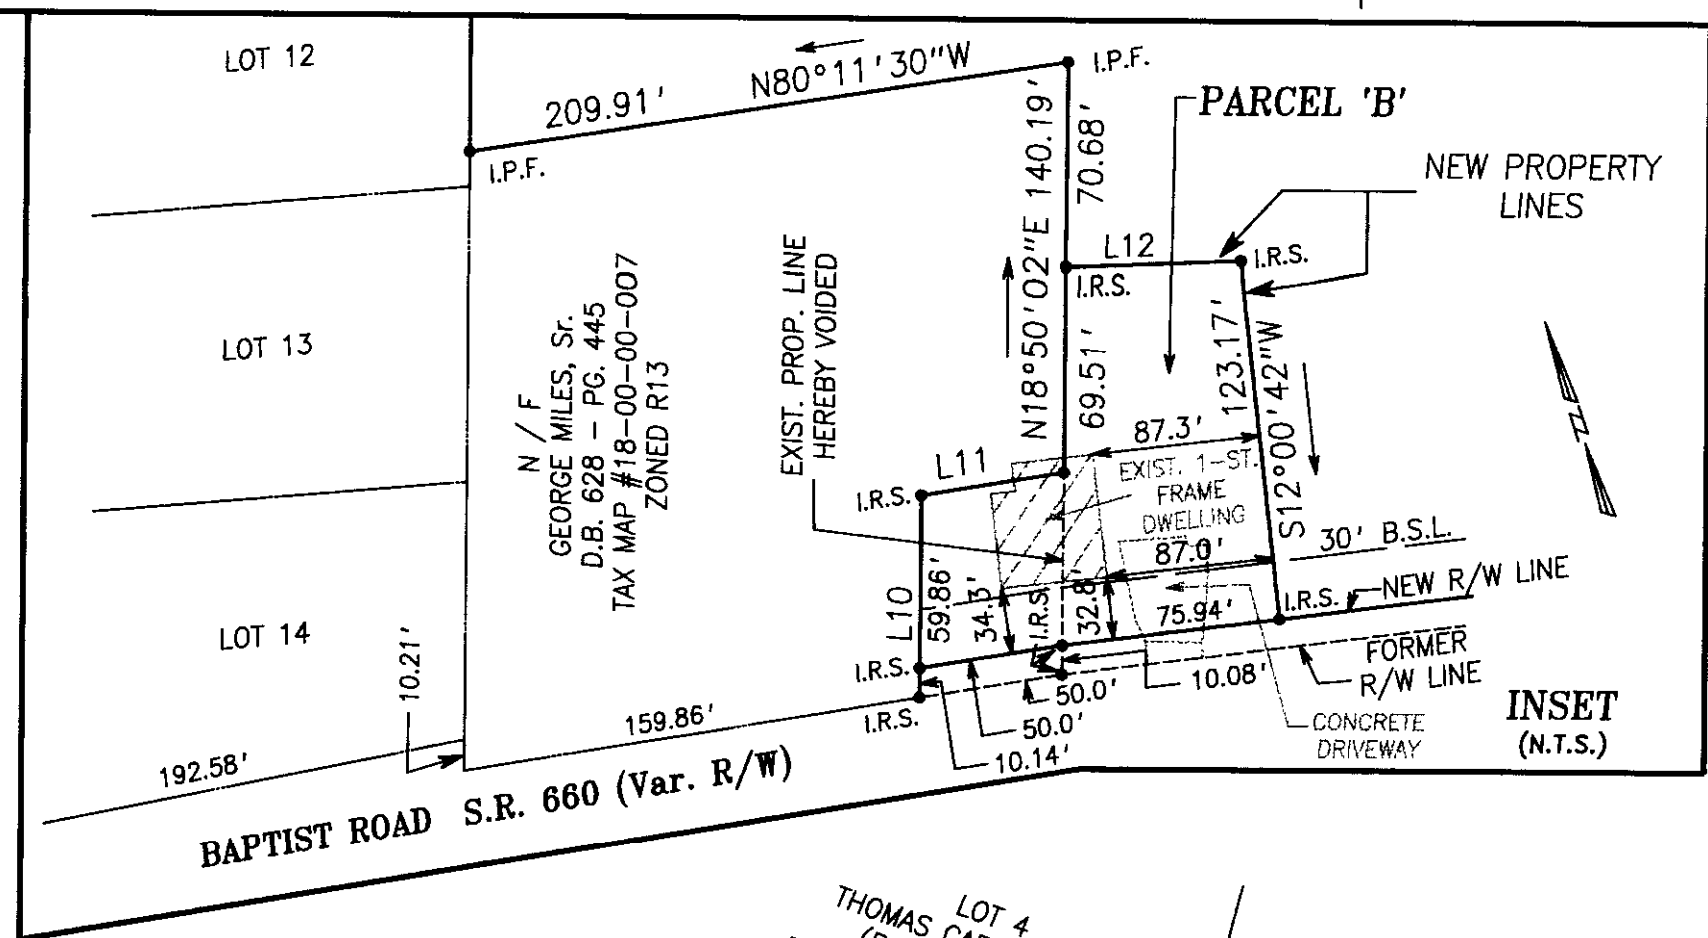 LOT 12
209.91'
N80°11'30"W
I.P.F.
PARCEL 'B'
I.P.F.
NEW PROPERTY
LINES
N18°50'02"E 140.19'
70.68'
L12
I.R.S.
I.R.S.
LOT 13
N / F
GEORGE MILES, Sr.
D.B. 628 - PG. 445
TAX MAP #18-00-00-007
ZONED R13
EXIST. PROP. LINE
HEREBY VOIDED
69.51'
123.17'
S12°00'42"W
87.3'
L11
I.R.S.
EXIST. 1-ST.
FRAME
DWELLING
87.0'
30' B.S.L.
NEW R/W LINE
I.R.S.
75.94'
L10
59.86'
34.3'
I.R.S.
32.8'
LOT 14
10.21'
I.R.S.
FORMER
R/W LINE
10.08'
50.0'
50.0'
10.14'
I.R.S.
159.86'
192.58'
CONCRETE
DRIVEWAY
INSET
(N.T.S.)
N
BAPTIST ROAD S.R. 660 (Var. R/W)
LOT 4
THOMAS